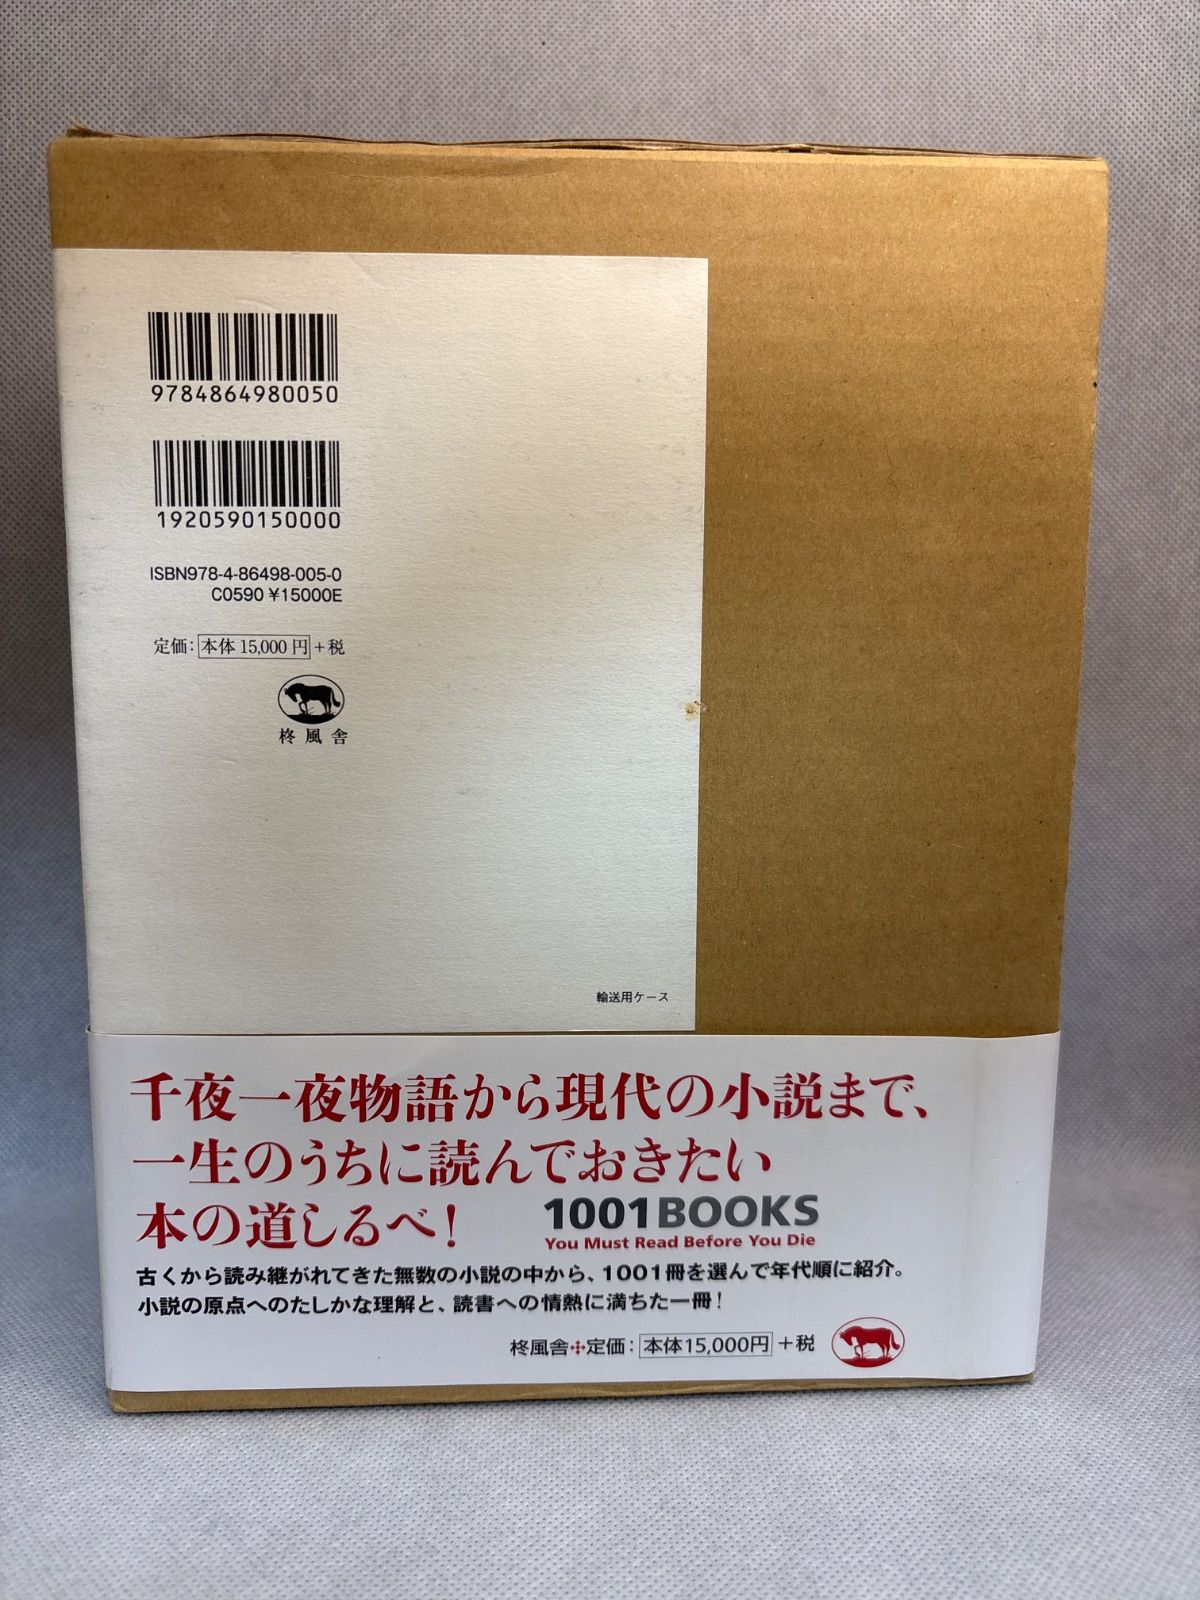 9784864980050
1920590150000
ISBN978-4-86498-005-0
C0590 ¥15000E
定価：本体 15,000 円＋税
柊風舎
輸送用ケース
千夜一夜物語から現代の小説まで、
一生のうちに読んでおきたい
本の道しるべ！
1001BOOKS
You Must Read Before You Die
古くから読み継がれてきた無数の小説の中から、1001冊を選んで年代順に紹介。
小説の原点へのたしかな理解と、読書への情熱に満ちた一冊！
柊風舎✣定価：本体15,000円＋税